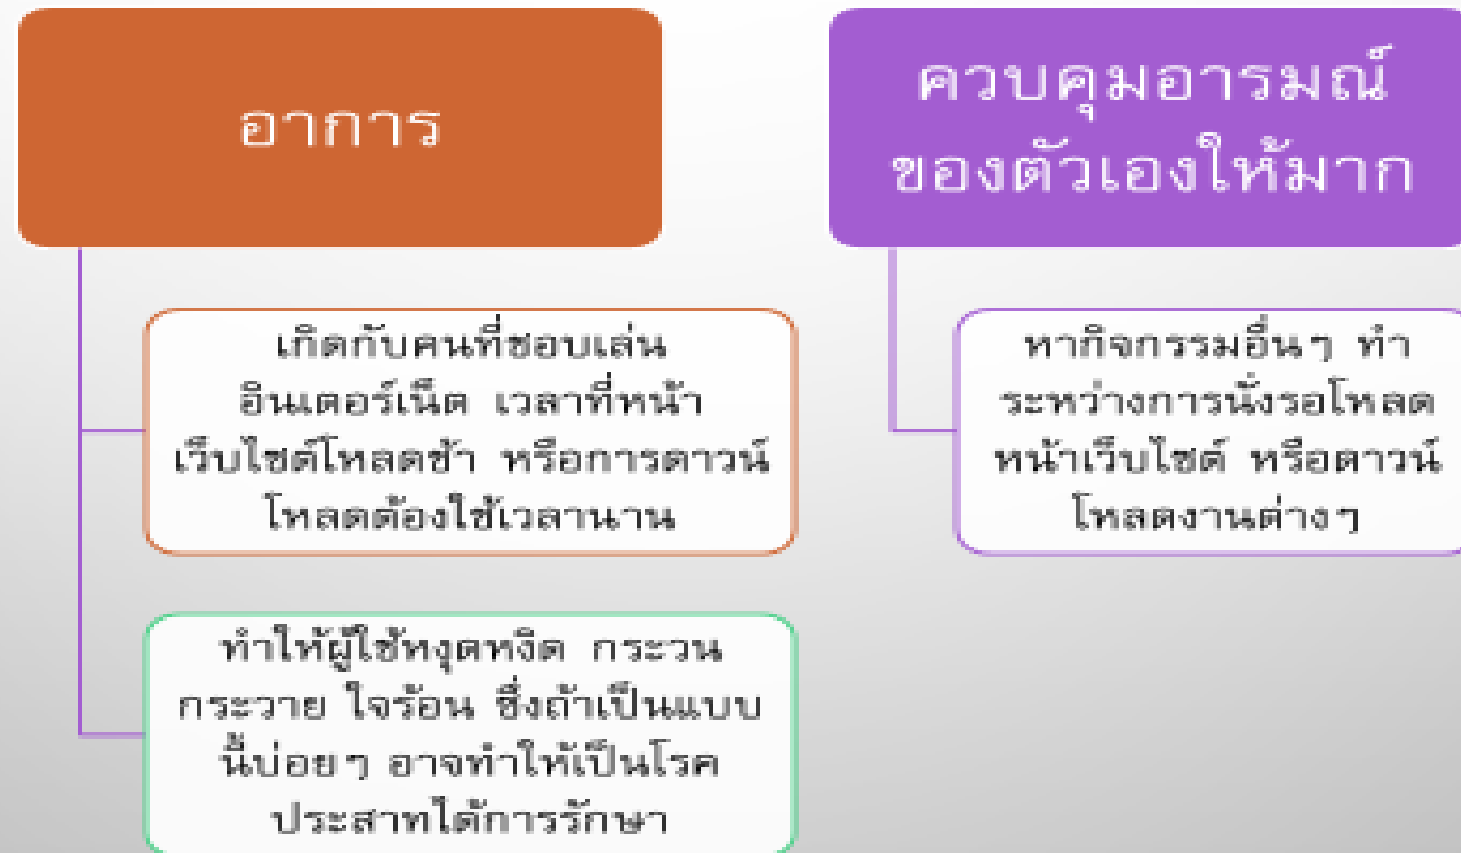 อาการ
เกิดกับคนที่ชอบเล่น
อินเตอร์เน็ต เวลาที่หน้า
เว็บไซต์โหลดช้า หรือการดาวน์
โหลดต้องใช้เวลานาน
ทำให้ผู้ใช้หงุดหงิด กระวน
กระวาย ใจร้อน ซึ่งถ้าเป็นแบบ
นี้บ่อยๆ อาจทำให้เป็นโรค
ประสาทได้การรักษา
ควบคุมอารมณ์
ของตัวเองให้มาก
หากิจกรรมอื่นๆ ทำ
ระหว่างการนั่งรอโหลด
หน้าเว็บไซต์ หรือดาวน์
โหลดงานต่างๆ